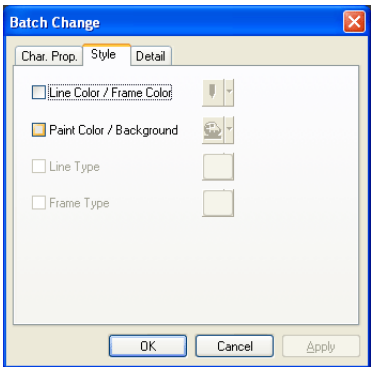 Batch Change
Char. Prop. Style Detail
Line Color / Frame Color
Paint Color / Background
Line Type
Frame Type
OK Cancel Apply